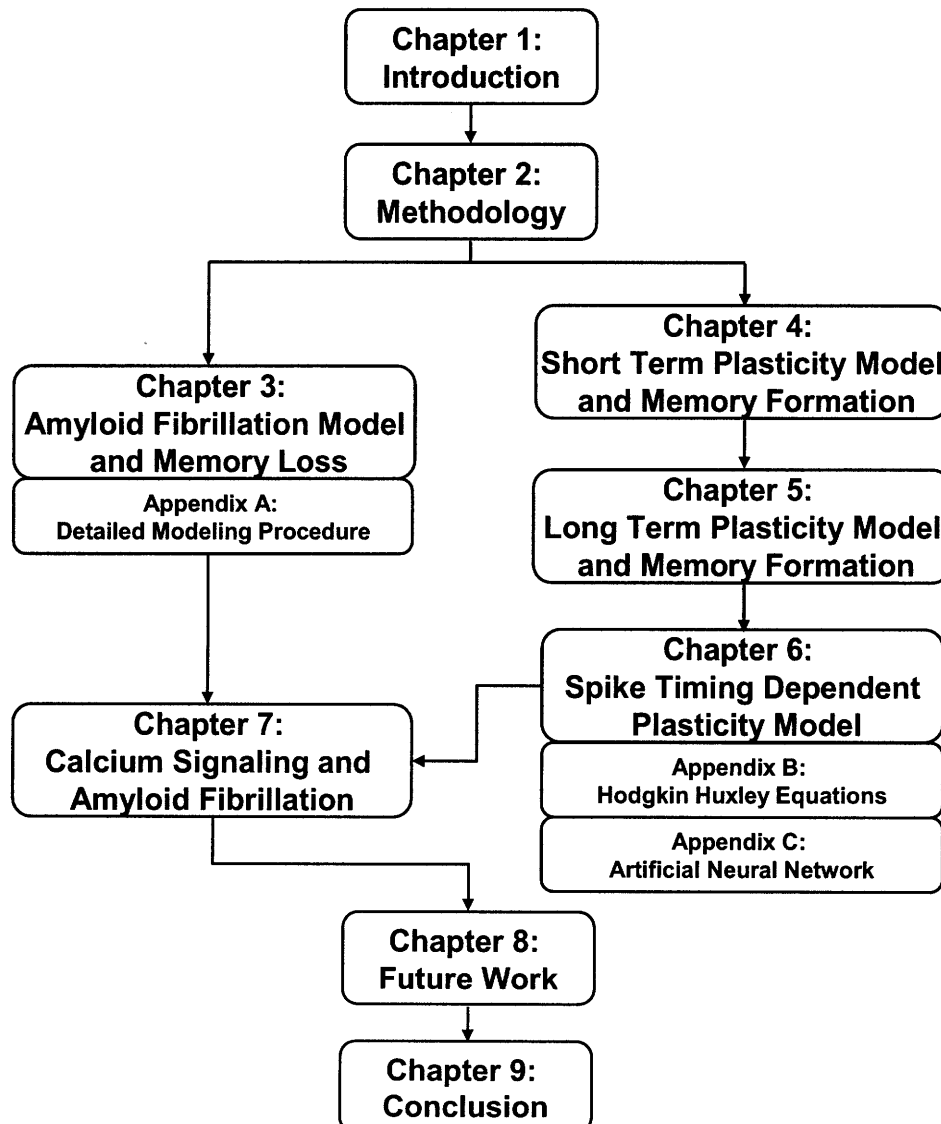 Chapter 1:
Introduction
Chapter 2:
Methodology
Chapter 3:
Amyloid Fibrillation Model
and Memory Loss
Appendix A:
Detailed Modeling Procedure
Chapter 4:
Short Term Plasticity Model
and Memory Formation
Chapter 5:
Long Term Plasticity Model
and Memory Formation
Chapter 6:
Spike Timing Dependent
Plasticity Model
Appendix B:
Hodgkin Huxley Equations
Appendix C:
Artificial Neural Network
Chapter 7:
Calcium Signaling and
Amyloid Fibrillation
Chapter 8:
Future Work
Chapter 9:
Conclusion